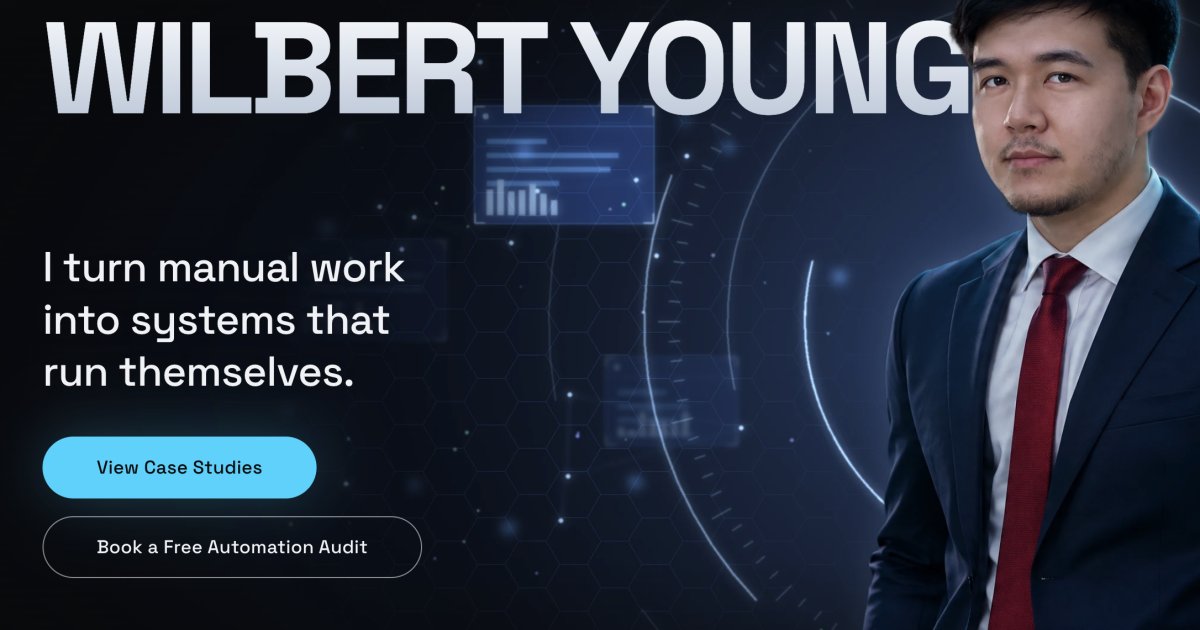 WILBERT YOUNG
I turn manual work
into systems that
run themselves.
View Case Studies
Book a Free Automation Audit